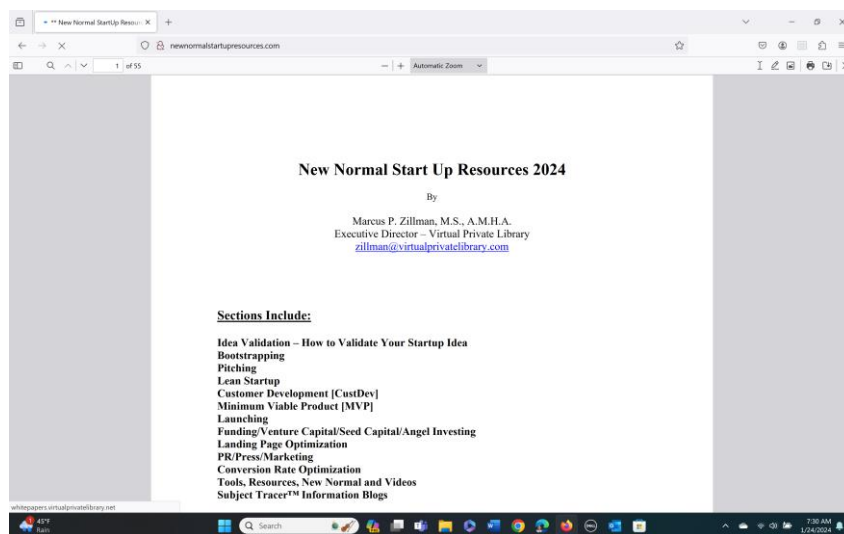 ** New Normal StartUp Resour
newnormalstartupresources.com
1 of 55
Automatic Zoom
New Normal Start Up Resources 2024
By
Marcus P. Zillman, M.S., A.M.H.A.
Executive Director – Virtual Private Library
zillman@virtualprivatelibrary.com
Sections Include:
Idea Validation – How to Validate Your Startup Idea
Bootstrapping
Pitching
Lean Startup
Customer Development [CustDev]
Minimum Viable Product [MVP]
Launching
Funding/Venture Capital/Seed Capital/Angel Investing
Landing Page Optimization
PR/Press/Marketing
Conversion Rate Optimization
Tools, Resources, New Normal and Videos
Subject Tracer™ Information Blogs
whitepapers.virtualprivatelibrary.net
45°F
Rain
Search
7:30 AM
1/24/2024